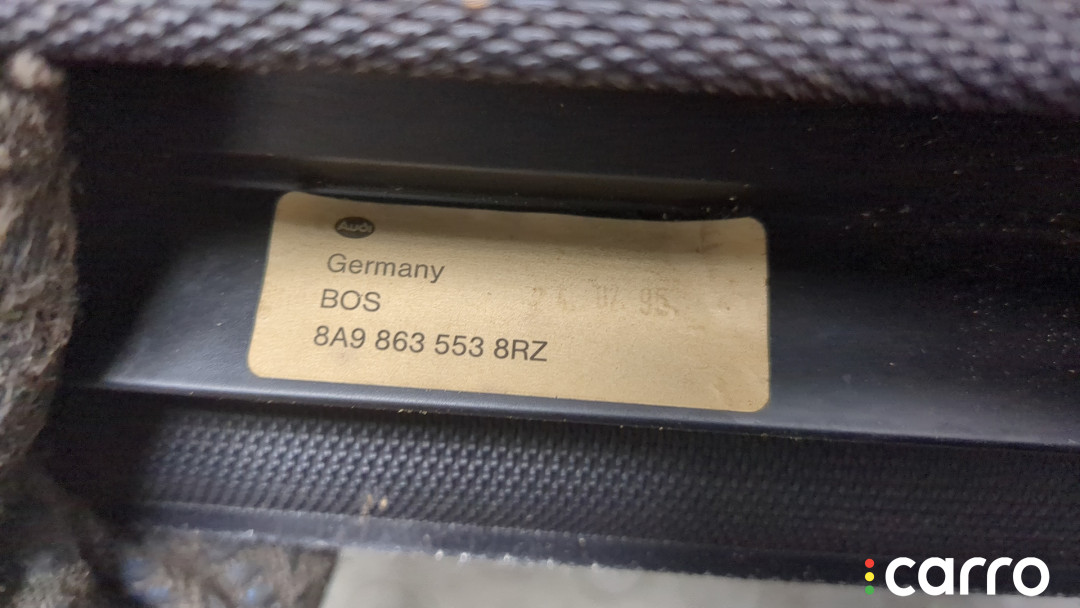 Audi
Germany
BOS
8A9 863 553 8RZ
carro